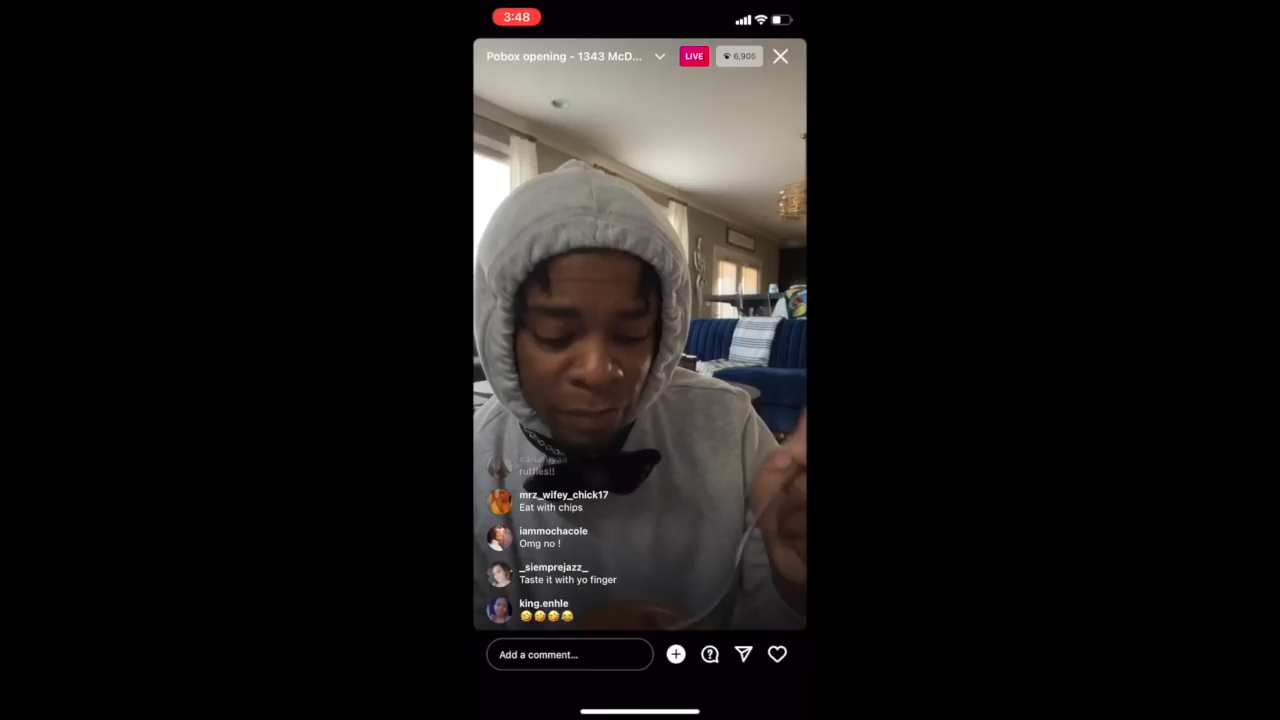 3:48
Pobox opening - 1343 McD...
LIVE
6,905
ruffles!!
mrz_wifey_chick17
Eat with chips
iammochacole
Omg no !
_siemprejazz_
Taste it with yo finger
king.enhle
🤣🤣🤣😂
Add a comment...